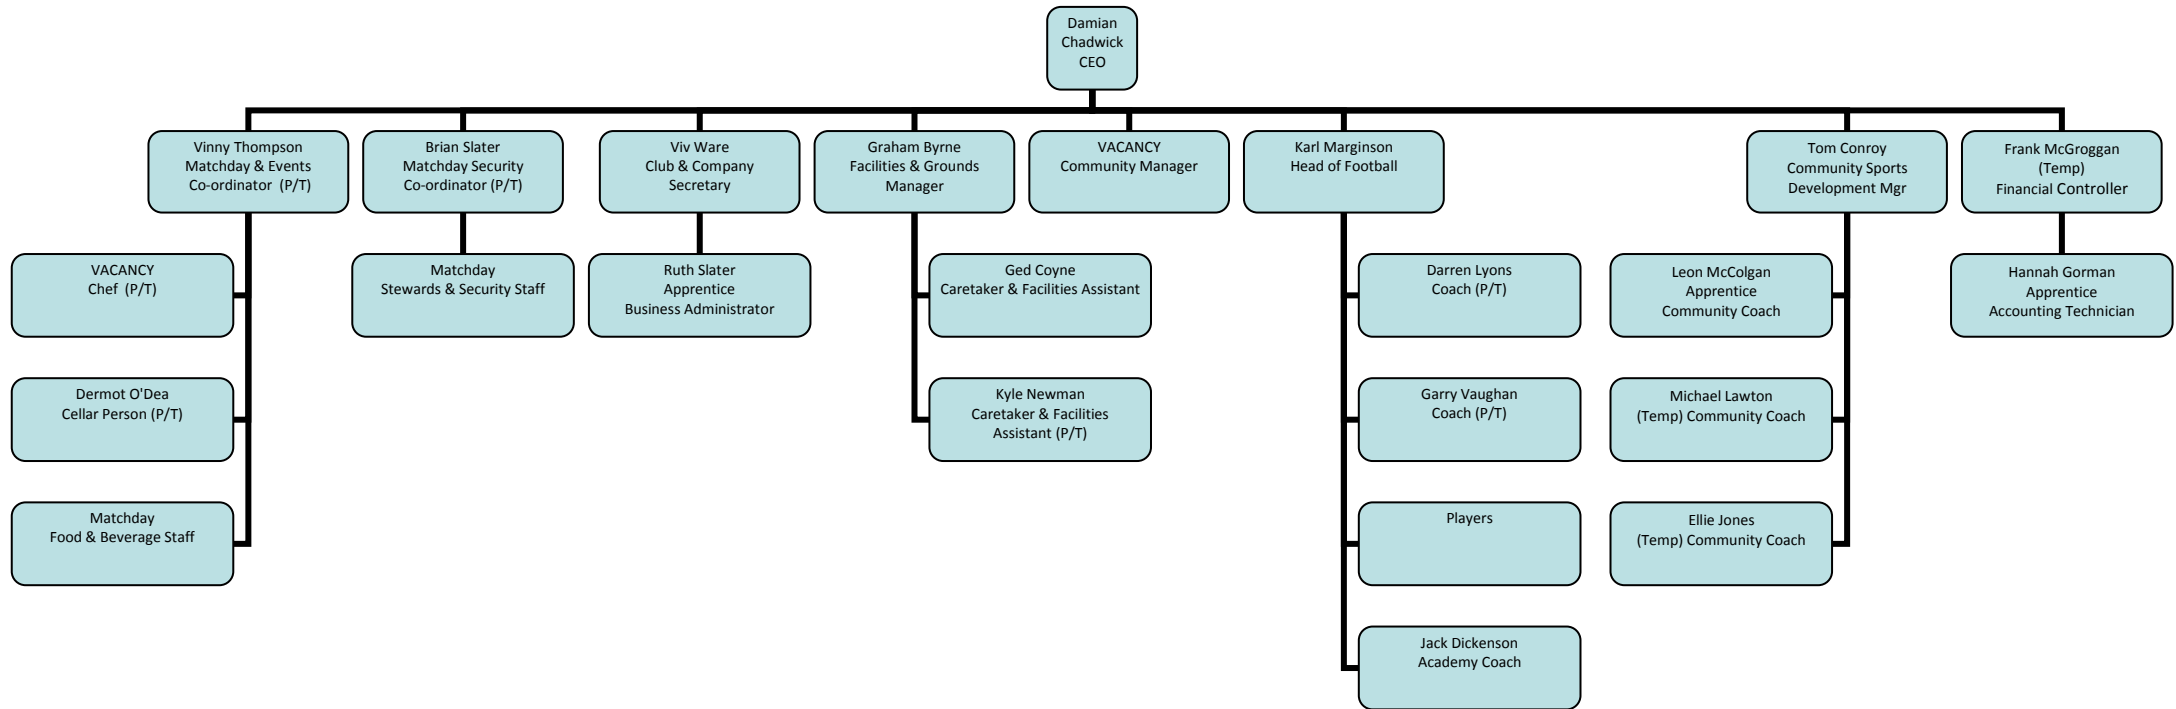 Damian
Chadwick
CEO
Vinny Thompson
Matchday & Events
Co-ordinator (P/T)
Brian Slater
Matchday Security
Co-ordinator (P/T)
Viv Ware
Club & Company
Secretary
Graham Byrne
Facilities & Grounds
Manager
VACANCY
Community Manager
Karl Marginson
Head of Football
Tom Conroy
Community Sports
Development Mgr
Frank McGroggan
(Temp)
Financial Controller
VACANCY
Chef (P/T)
Matchday
Stewards & Security Staff
Ruth Slater
Apprentice
Business Administrator
Ged Coyne
Caretaker & Facilities Assistant
Darren Lyons
Coach (P/T)
Leon McColgan
Apprentice
Community Coach
Hannah Gorman
Apprentice
Accounting Technician
Dermot O'Dea
Cellar Person (P/T)
Kyle Newman
Caretaker & Facilities
Assistant (P/T)
Garry Vaughan
Coach (P/T)
Michael Lawton
(Temp) Community Coach
Matchday
Food & Beverage Staff
Players
Ellie Jones
(Temp) Community Coach
Jack Dickenson
Academy Coach